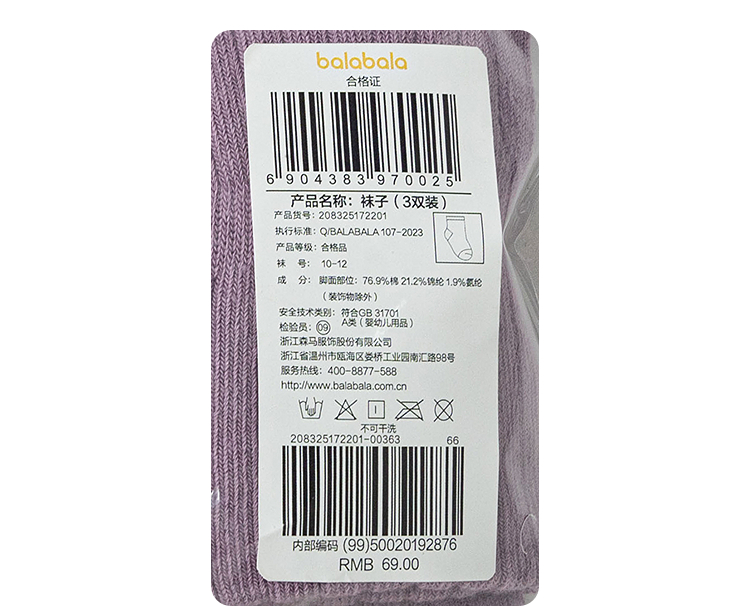 balabala
合格证
6 904383 970025
产品名称：袜子（3双装）
产品货号：208325172201
执行标准：Q/BALABALA 107-2023
产品等级：合格品
袜 号：10-12
成 分：脚面部位：76.9%棉 21.2%锦纶 1.9%氨纶
（装饰物除外）
安全技术类别：符合GB 31701
A类（婴幼儿用品）
检验员：09
浙江森马服饰股份有限公司
浙江省温州市瓯海区娄桥工业园南汇路98号
服务热线：400-8877-588
http://www.balabala.com.cn
不可干洗
208325172201-00363 66
内部编码 (99)50020192876
RMB 69.00